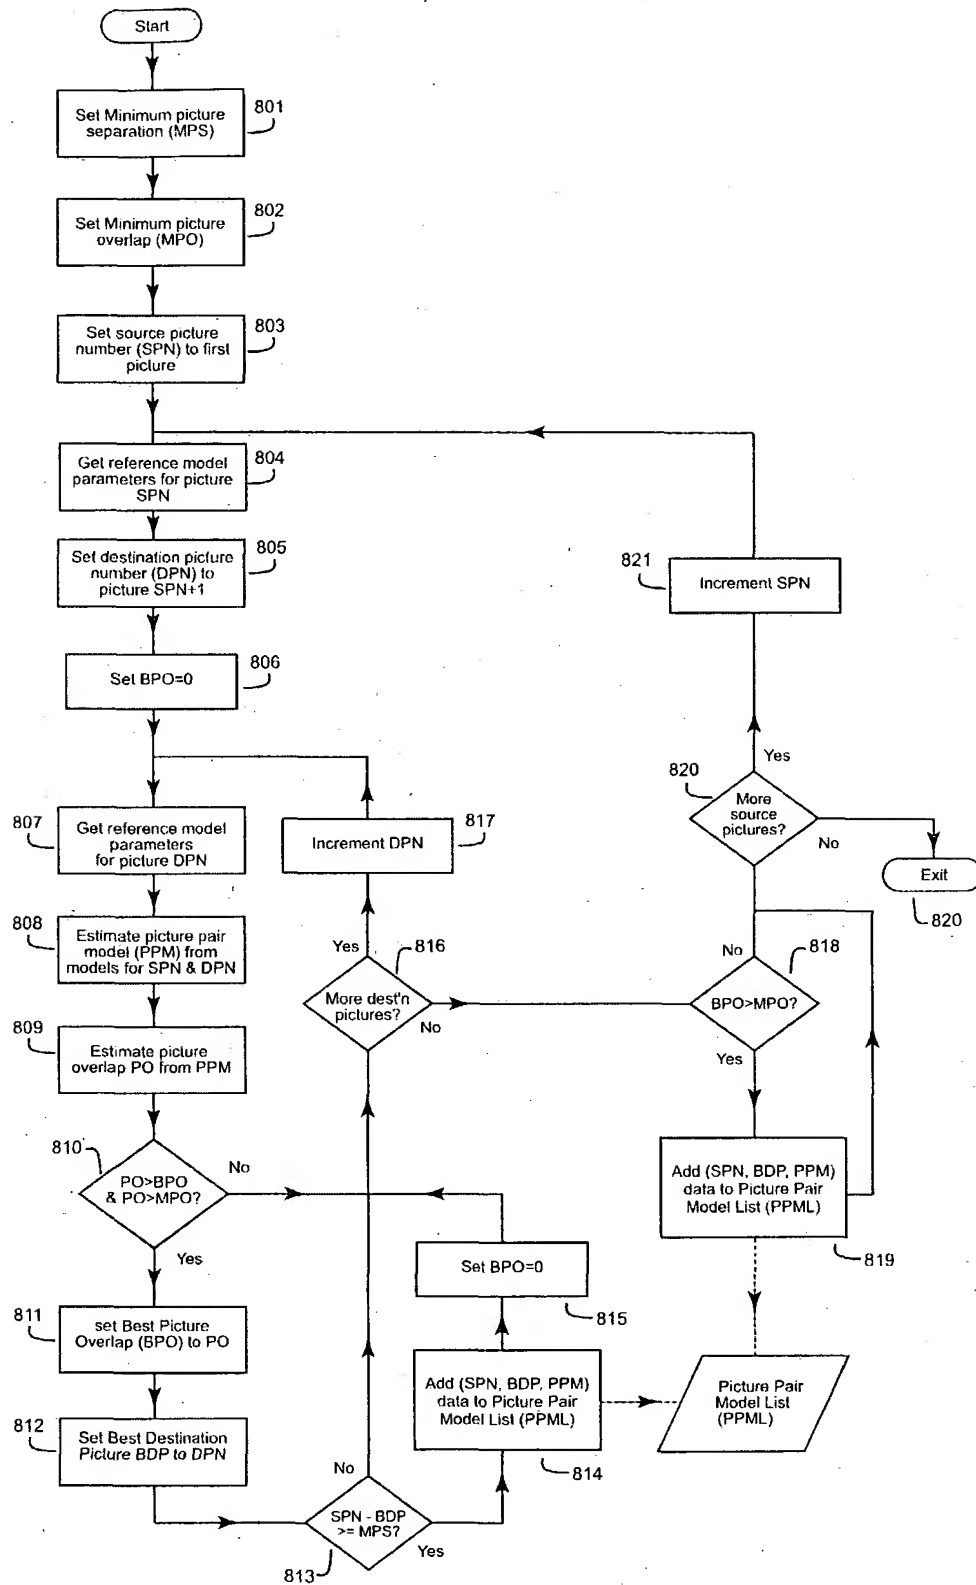 Start
Set Minimum picture
separation (MPS)
801
Set Minimum picture
overlap (MPO)
802
Set source picture
number (SPN) to first
picture
803
Get reference model
parameters for picture
SPN
804
Set destination picture
number (DPN) to
picture SPN+1
805
Set BPO=0
806
807
Get reference model
parameters
for picture DPN
808
Estimate picture pair
model (PPM) from
models for SPN & DPN
809
Estimate picture
overlap PO from PPM
810
PO>BPO
& PO>MPO?
No
Yes
811
set Best Picture
Overlap (BPO) to PO
812
Set Best Destination
Picture BDP to DPN
SPN - BDP
>= MPS?
813
No
Yes
Add (SPN, BDP, PPM)
data to Picture Pair
Model List (PPML)
814
Set BPO=0
815
More dest'n
pictures?
816
Yes
No
Increment DPN
817
BPO>MPO?
818
No
Yes
Add (SPN, BDP, PPM)
data to Picture Pair
Model List (PPML)
819
Picture Pair
Model List
(PPML)
820
More
source
pictures?
Yes
No
Exit
820
821
Increment SPN